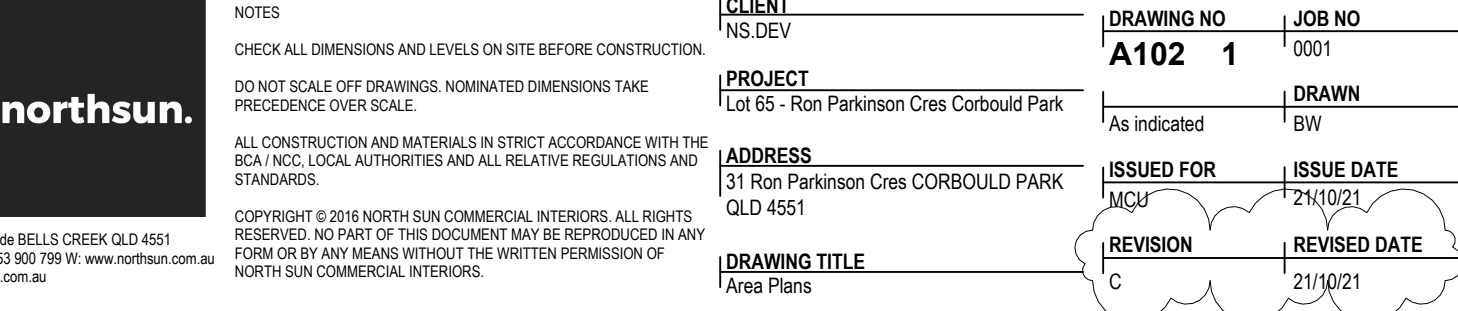 northsun.
de BELLS CREEK QLD 4551
53 900 799 W: www.northsun.com.au
.com.au
NOTES
CHECK ALL DIMENSIONS AND LEVELS ON SITE BEFORE CONSTRUCTION.
DO NOT SCALE OFF DRAWINGS. NOMINATED DIMENSIONS TAKE
PRECEDENCE OVER SCALE.
ALL CONSTRUCTION AND MATERIALS IN STRICT ACCORDANCE WITH THE
BCA / NCC, LOCAL AUTHORITIES AND ALL RELATIVE REGULATIONS AND
STANDARDS.
COPYRIGHT © 2016 NORTH SUN COMMERCIAL INTERIORS. ALL RIGHTS
RESERVED. NO PART OF THIS DOCUMENT MAY BE REPRODUCED IN ANY
FORM OR BY ANY MEANS WITHOUT THE WRITTEN PERMISSION OF
NORTH SUN COMMERCIAL INTERIORS.
CLIENT
NS.DEV
PROJECT
Lot 65 - Ron Parkinson Cres Corbould Park
ADDRESS
31 Ron Parkinson Cres CORBOULD PARK
QLD 4551
DRAWING TITLE
Area Plans
DRAWING NO
A102 1
JOB NO
0001
As indicated
DRAWN
BW
ISSUED FOR
MCU
ISSUE DATE
21/10/21
REVISION
C
REVISED DATE
21/10/21